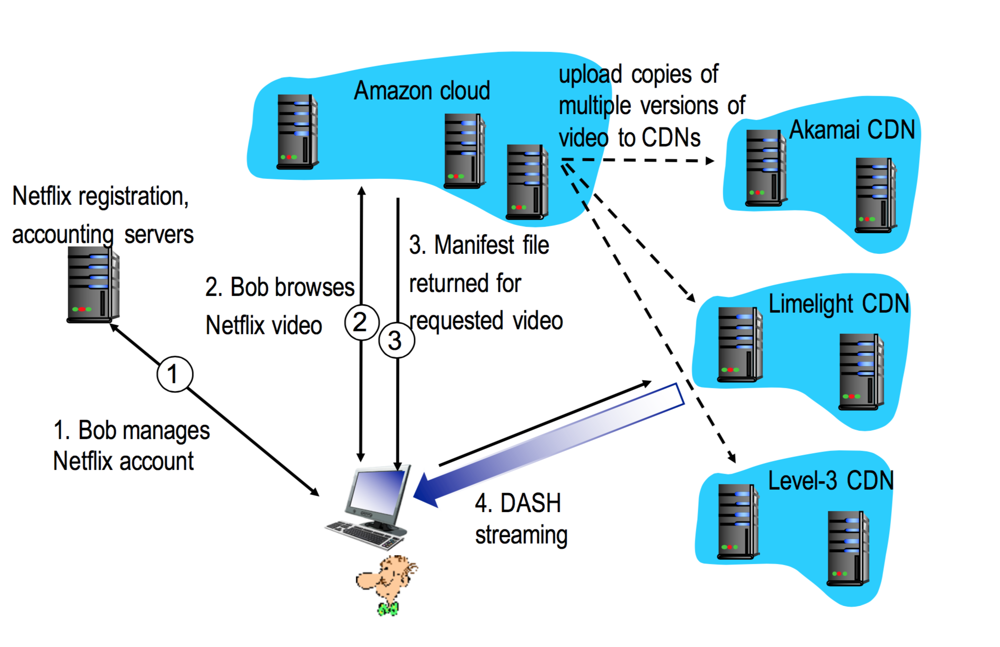 Amazon cloud
upload copies of
multiple versions of
video to CDNs
Akamai CDN
Netflix registration,
accounting servers
3. Manifest file
returned for
requested video
2. Bob browses
Netflix video
2
3
Limelight CDN
1
1. Bob manages
Netflix account
4. DASH
streaming
Level-3 CDN